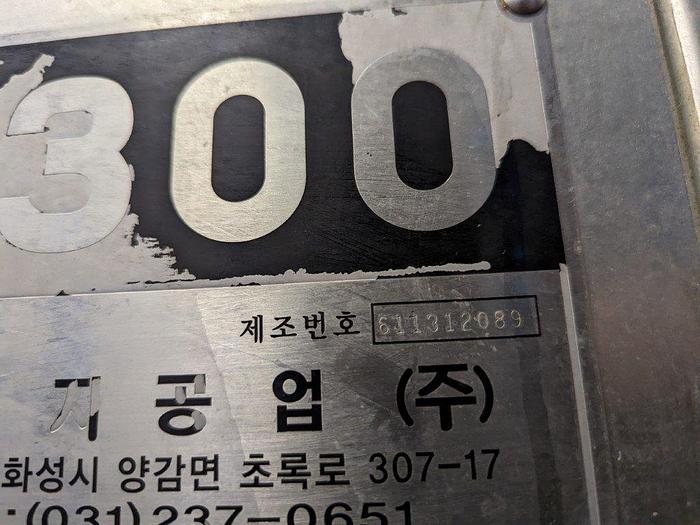 300
제조번호 611312089
공업 (주)
화성시 양감면 초록로 307-17
:(031)237-0651